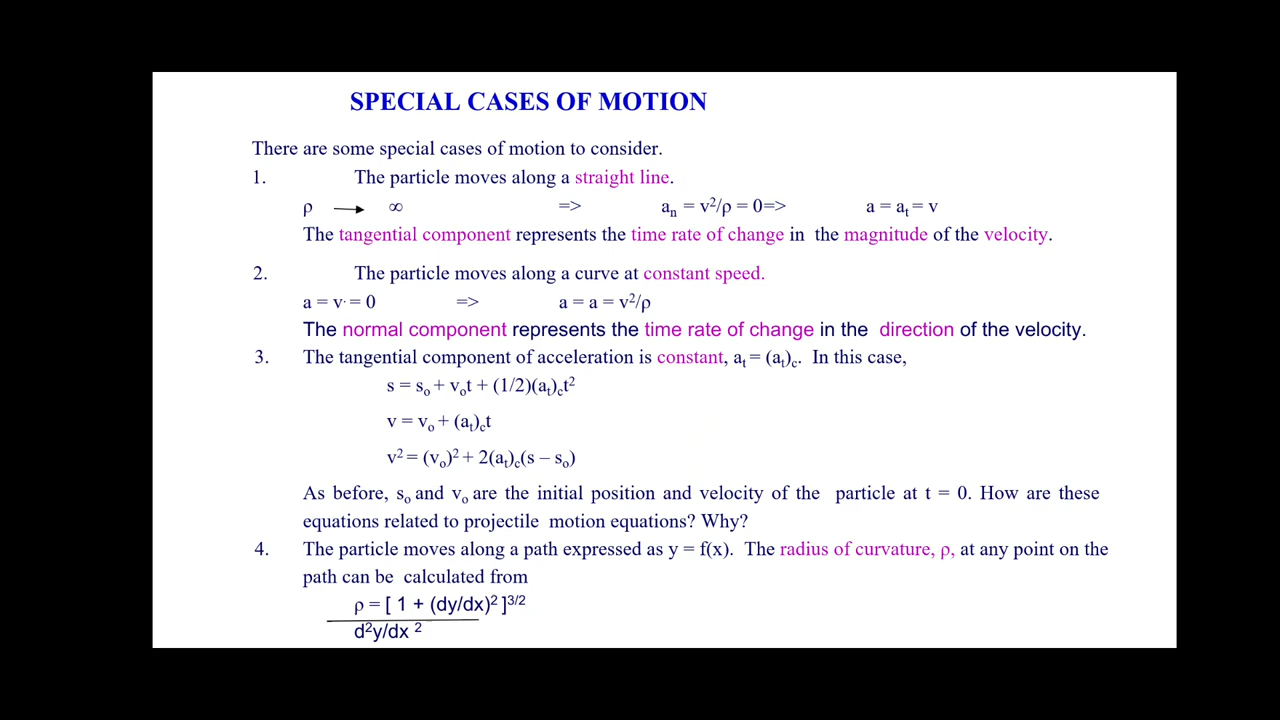 SPECIAL CASES OF MOTION
There are some special cases of motion to consider.
1. The particle moves along a straight line.
ρ → ∞ => aₙ = v²/ρ = 0=> a = aₜ = v
The tangential component represents the time rate of change in the magnitude of the velocity.
2. The particle moves along a curve at constant speed.
a = v· = 0 => a = a = v²/ρ
The normal component represents the time rate of change in the direction of the velocity.
3. The tangential component of acceleration is constant, aₜ = (aₜ)c. In this case,
s = sₒ + vₒt + (1/2)(aₜ)ct²
v = vₒ + (aₜ)ct
v² = (vₒ)² + 2(aₜ)c(s – sₒ)
As before, sₒ and vₒ are the initial position and velocity of the particle at t = 0. How are these
equations related to projectile motion equations? Why?
4. The particle moves along a path expressed as y = f(x). The radius of curvature, ρ, at any point on the
path can be calculated from
ρ = [ 1 + (dy/dx)² ]³/²
d²y/dx ²